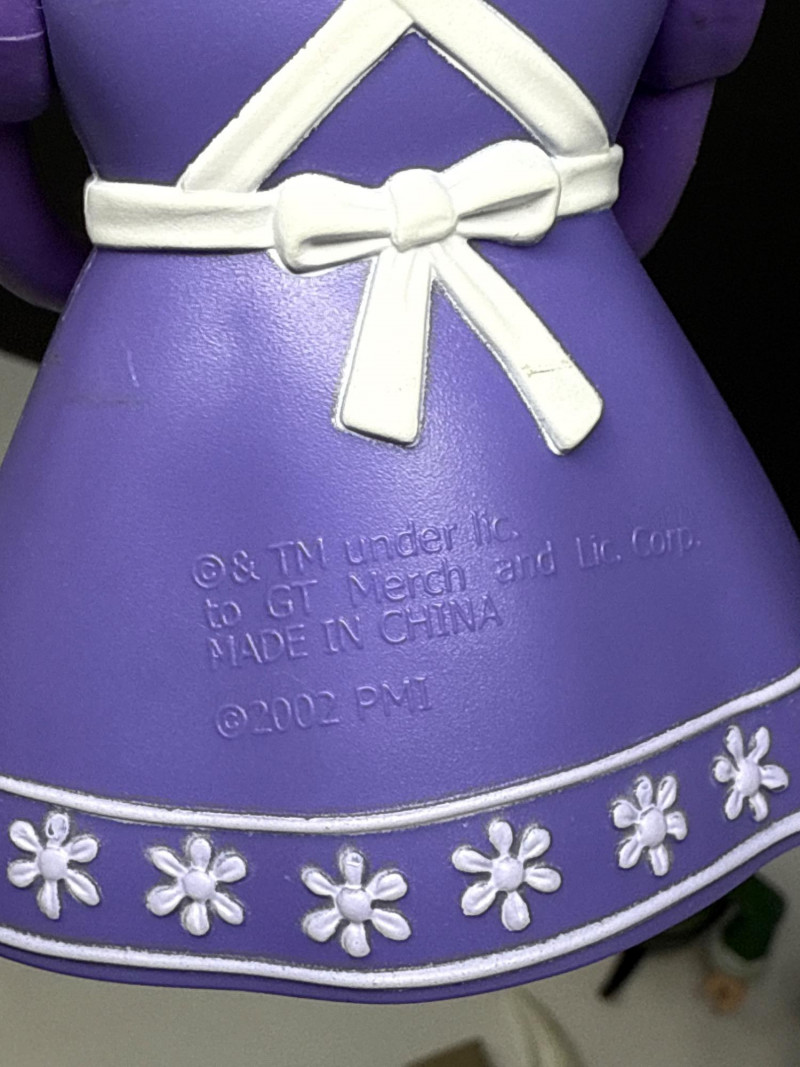 ©& TM under lic.
to GT Merch and Lic. Corp.
MADE IN CHINA
©2002 PMI